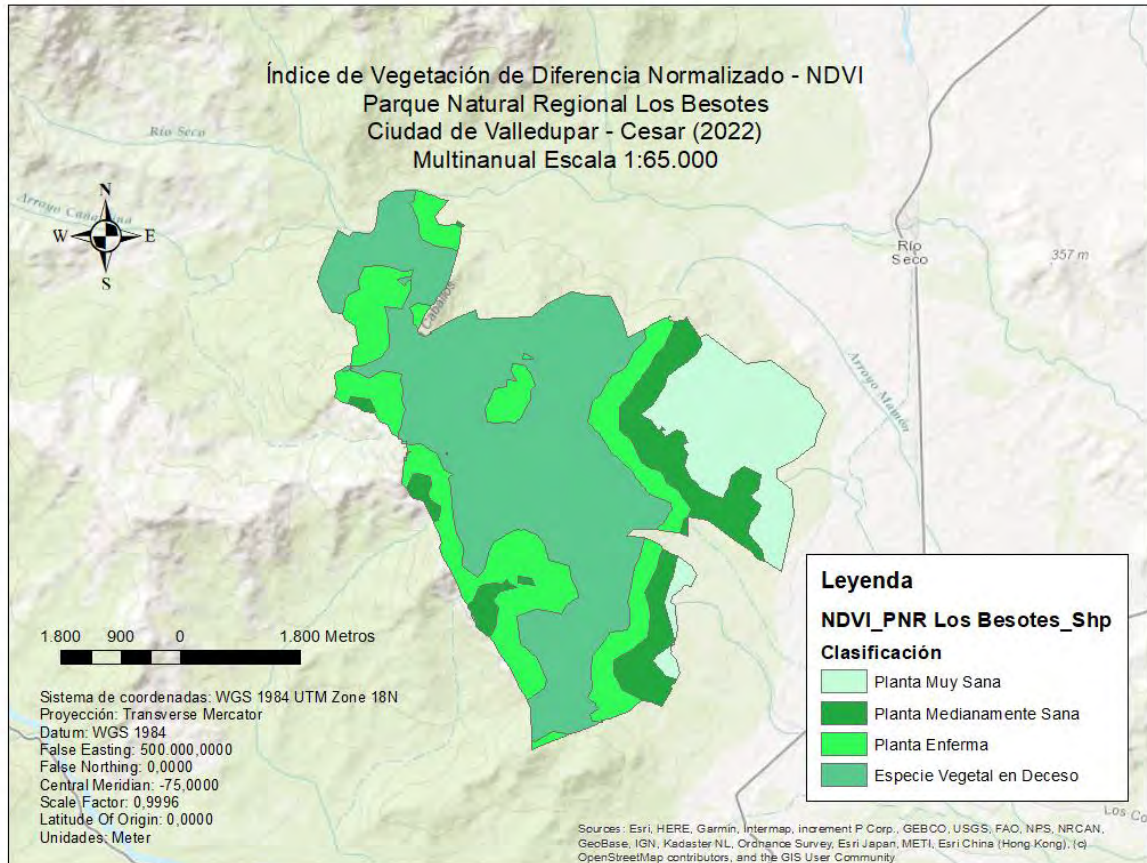 Índice de Vegetación de Diferencia Normalizado - NDVI
Parque Natural Regional Los Besotes
Ciudad de Valledupar - Cesar (2022)
Multinanual Escala 1:65.000
Río Seco
Arroyo
N
W
E
S
Río
Seco
357 m
Caballos
Arroyo Mamón
1.800 900 0 1.800 Metros
Sistema de coordenadas: WGS 1984 UTM Zone 18N
Proyección: Transverse Mercator
Datum: WGS 1984
False Easting: 500.000,0000
False Northing: 0,0000
Central Meridian: -75,0000
Scale Factor: 0,9996
Latitude Of Origin: 0,0000
Unidades: Meter
Leyenda
NDVI_PNR Los Besotes_Shp
Clasificación
Planta Muy Sana
Planta Medianamente Sana
Planta Enferma
Especie Vegetal en Deceso
Los Co
Sources: Esri, HERE, Garmin, Intermap, increment P Corp., GEBCO, USGS, FAO, NPS, NRCAN,
GeoBase, IGN, Kadaster NL, Ordnance Survey, Esri Japan, METI, Esri China (Hong Kong), (c)
OpenStreetMap contributors, and the GIS User Community